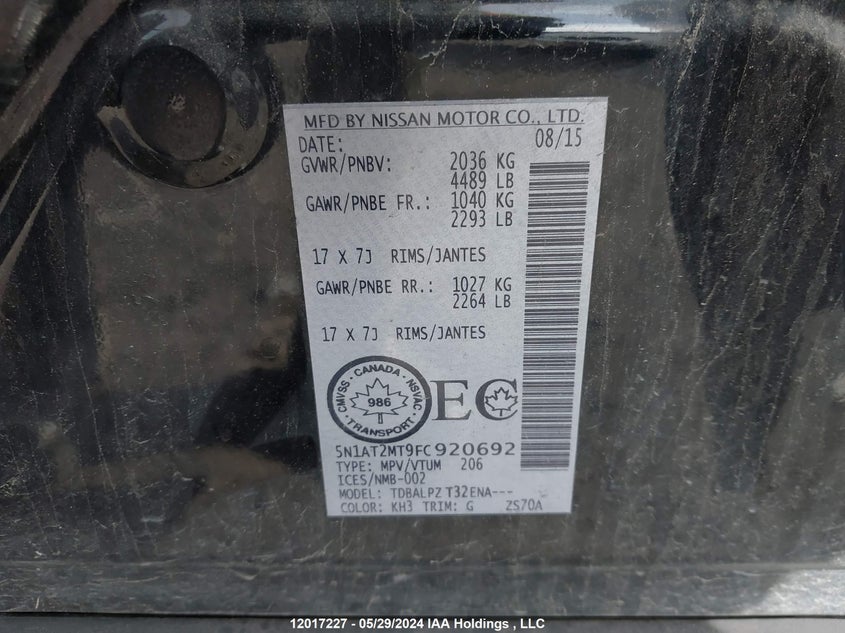 MFD BY NISSAN MOTOR CO., LTD.
DATE: 08/15
GVWR/PNBV: 2036 KG
4489 LB
GAWR/PNBE FR.: 1040 KG
2293 LB
17 X 7J RIMS/JANTES
GAWR/PNBE RR.: 1027 KG
2264 LB
17 X 7J RIMS/JANTES
CANADA
CMVSS NSVAC
986
TRANSPORT
EC
5N1AT2MT9FC920692
TYPE: MPV/VTUM 206
ICES/NMB-002
MODEL: TDBALPZ T32ENA---
COLOR: KH3 TRIM: G ZS70A
12017227 - 05/29/2024 IAA Holdings , LLC